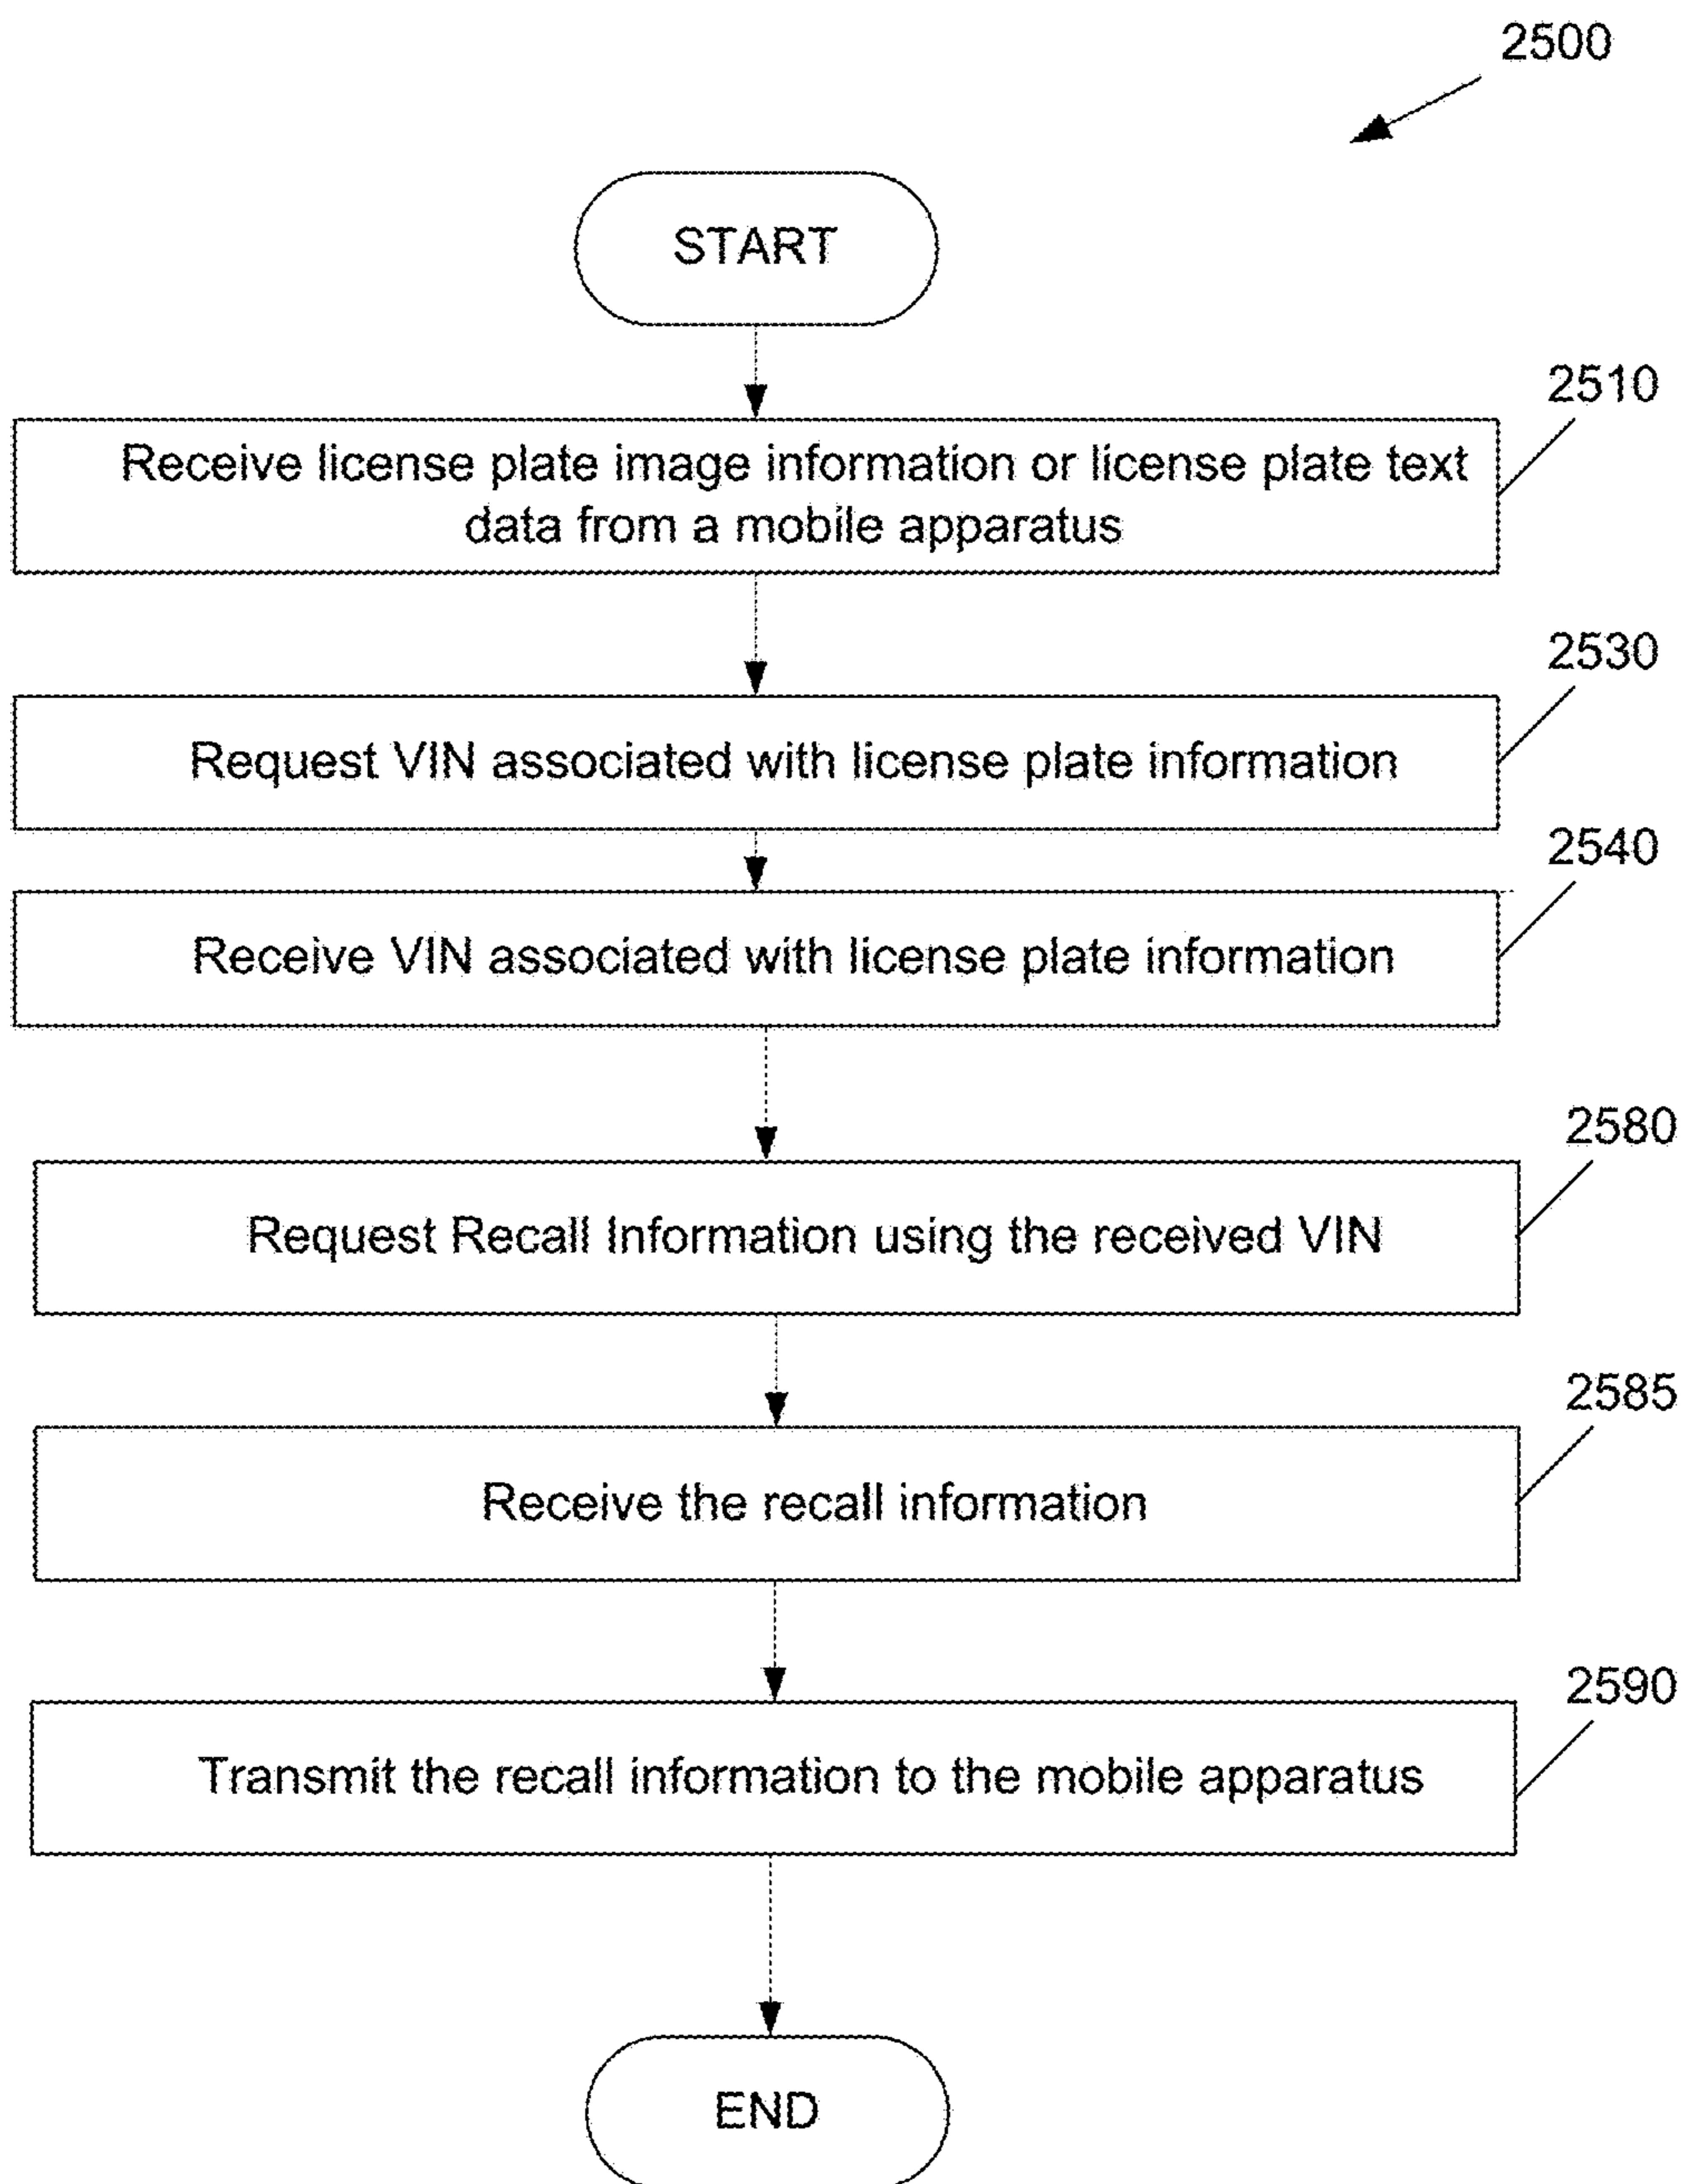 2500
START
2510
Receive license plate image information or license plate text
data from a mobile apparatus
2530
Request VIN associated with license plate information
2540
Receive VIN associated with license plate information
2580
Request Recall Information using the received VIN
2585
Receive the recall information
2590
Transmit the recall information to the mobile apparatus
END